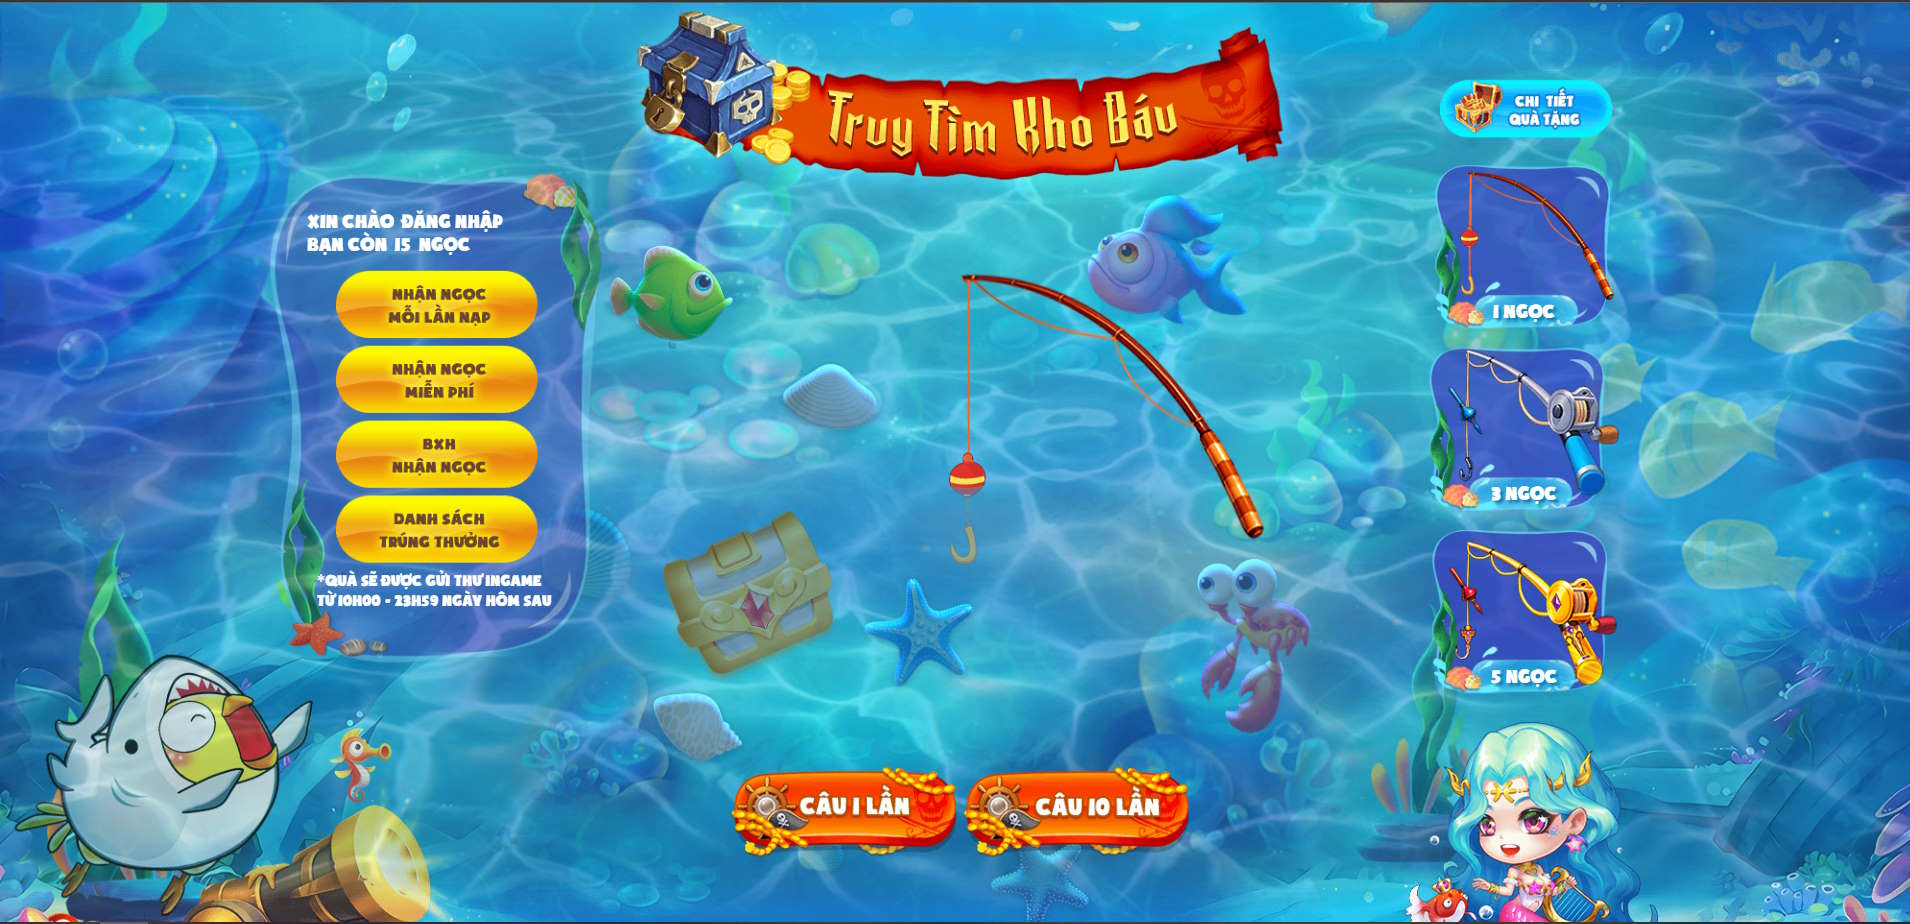 Truy Tìm Kho Báu
CHI TIẾT
QUÀ TẶNG
XIN CHÀO ĐĂNG NHẬP
BẠN CÒN 15 NGỌC
NHẬN NGỌC
MỖI LẦN NẠP
NHẬN NGỌC
MIỄN PHÍ
BXH
NHẬN NGỌC
DANH SÁCH
TRÚNG THƯỞNG
*QUÀ SẼ ĐƯỢC GỬI THƯ INGAME
TỪ 10H00 - 23H59 NGÀY HÔM SAU
1 NGỌC
3 NGỌC
5 NGỌC
CÂU 1 LẦN
CÂU 10 LẦN